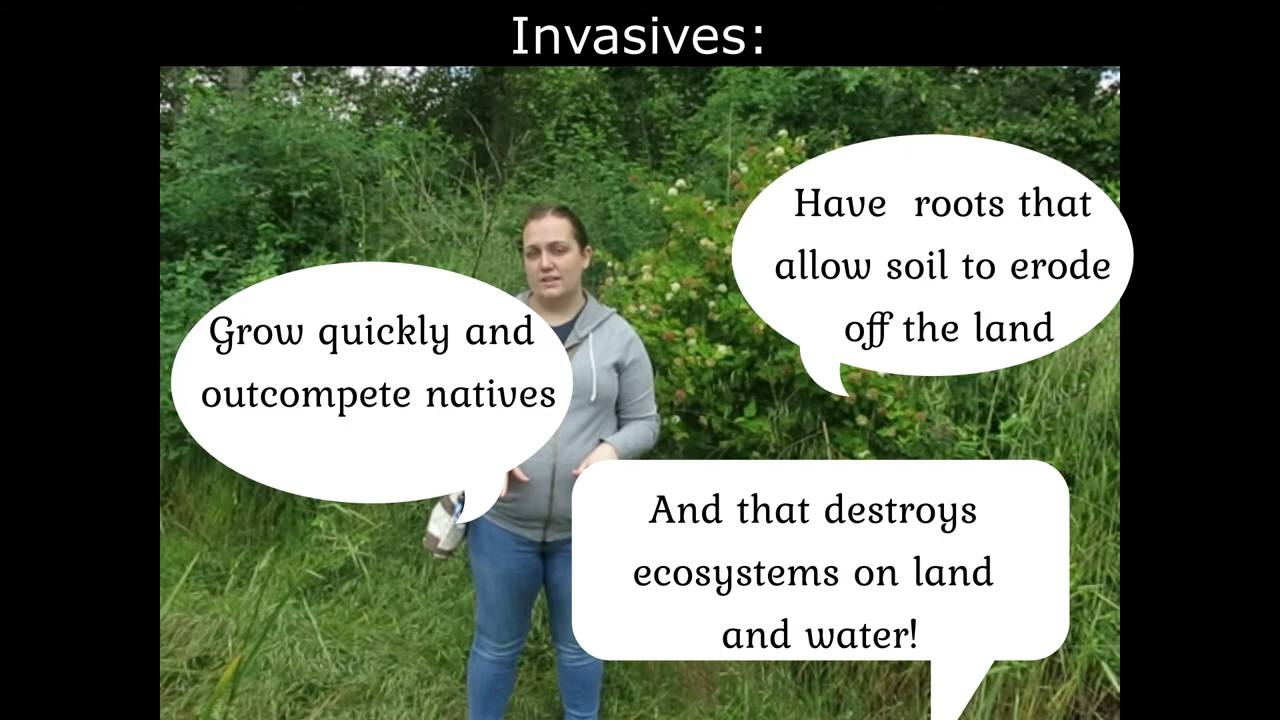 Invasives:
Grow quickly and
outcompete natives
Have roots that
allow soil to erode
off the land
And that destroys
ecosystems on land
and water!